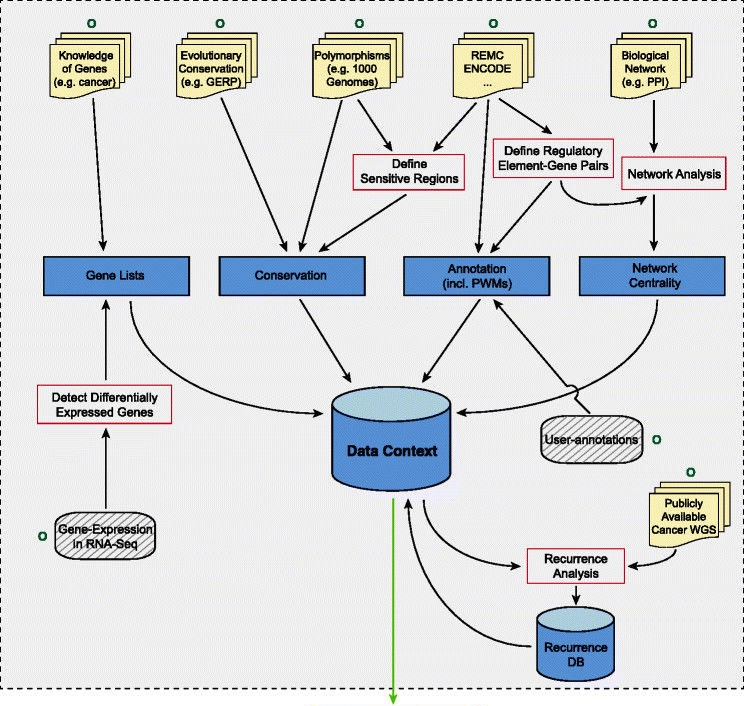 Knowledge
of Genes
(e.g. cancer)
Evolutionary
Conservation
(e.g. GERP)
Polymorphisms
(e.g. 1000
Genomes)
REMC
ENCODE
...
Biological
Network
(e.g. PPI)
Define
Sensitive Regions
Define Regulatory
Element-Gene Pairs
Network Analysis
Gene Lists
Conservation
Annotation
(incl. PWMs)
Network
Centrality
Detect Differentially
Expressed Genes
Data Context
User-annotations
Gene-Expression
in RNA-Seq
Publicly
Available
Cancer WGS
Recurrence
Analysis
Recurrence
DB